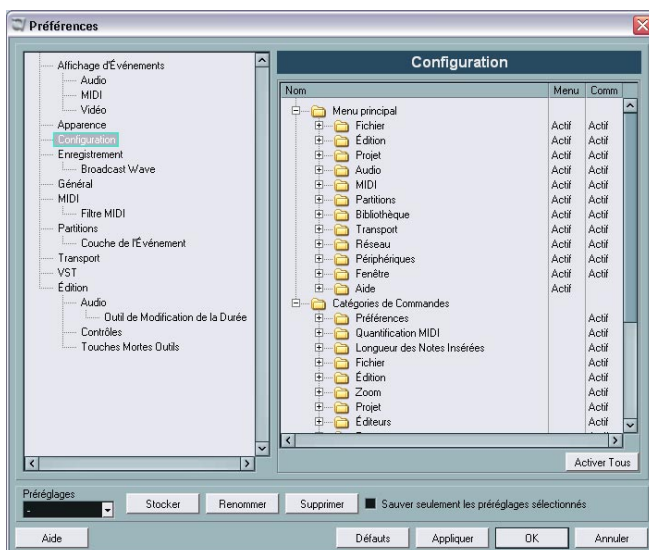 Préférences
Affichage d'Événements
Audio
MIDI
Vidéo
Apparence
Configuration
Enregistrement
Broadcast Wave
Général
MIDI
Filtre MIDI
Partitions
Couche de l'Événement
Transport
VST
Édition
Audio
Outil de Modification de la Durée
Contrôles
Touches Mortes Outils
Configuration
Nom Menu Comm
Menu principal
Fichier Actif Actif
Édition Actif Actif
Projet Actif Actif
Audio Actif Actif
MIDI Actif Actif
Partitions Actif Actif
Bibliothèque Actif Actif
Transport Actif Actif
Réseau Actif Actif
Périphériques Actif Actif
Fenêtre Actif Actif
Aide Actif
Catégories de Commandes
Préférences Actif
Quantification MIDI Actif
Longueur des Notes Insérées Actif
Fichier Actif
Édition Actif
Zoom Actif
Projet Actif
Éditeurs Actif
Activer Tous
Préréglages
- Stocker Renommer Supprimer Sauver seulement les préréglages sélectionnés
Aide Défauts Appliquer OK Annuler